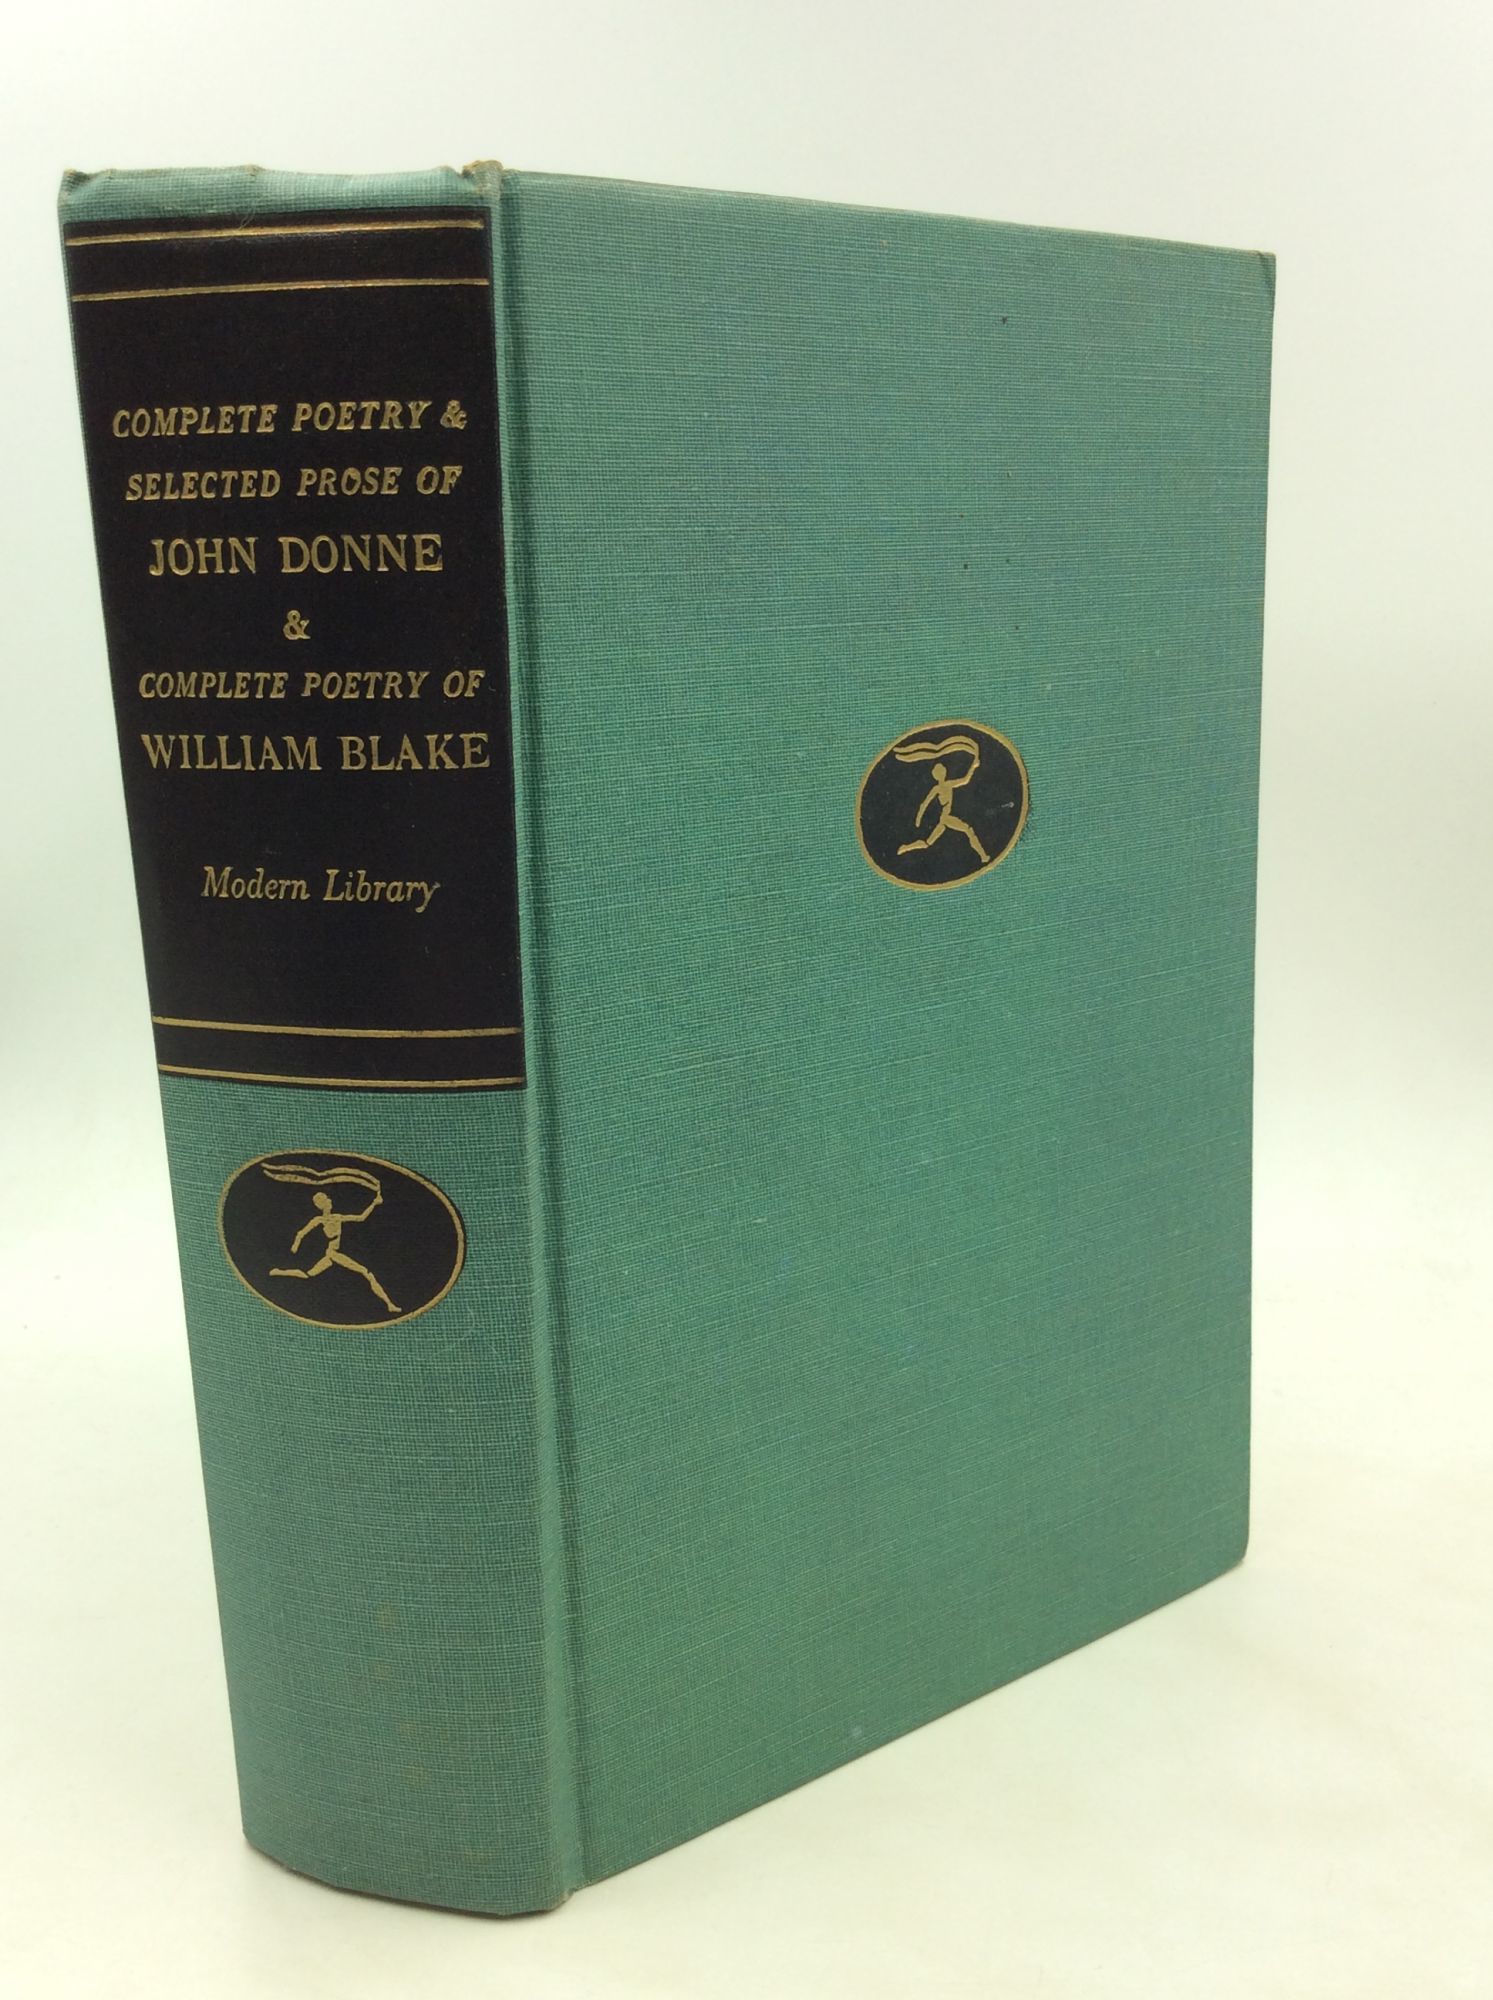 COMPLETE POETRY &
SELECTED PROSE OF
JOHN DONNE
&
COMPLETE POETRY OF
WILLIAM BLAKE
Modern Library